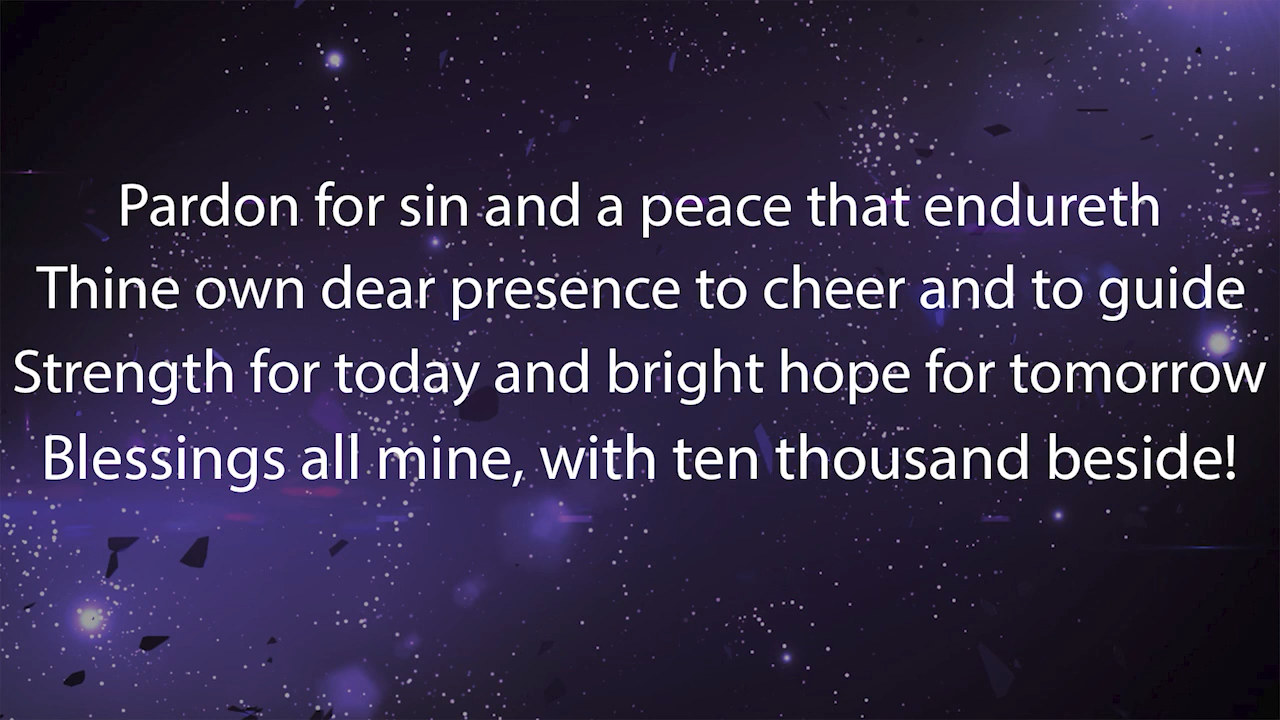 Pardon for sin and a peace that endureth
Thine own dear presence to cheer and to guide
Strength for today and bright hope for tomorrow
Blessings all mine, with ten thousand beside!